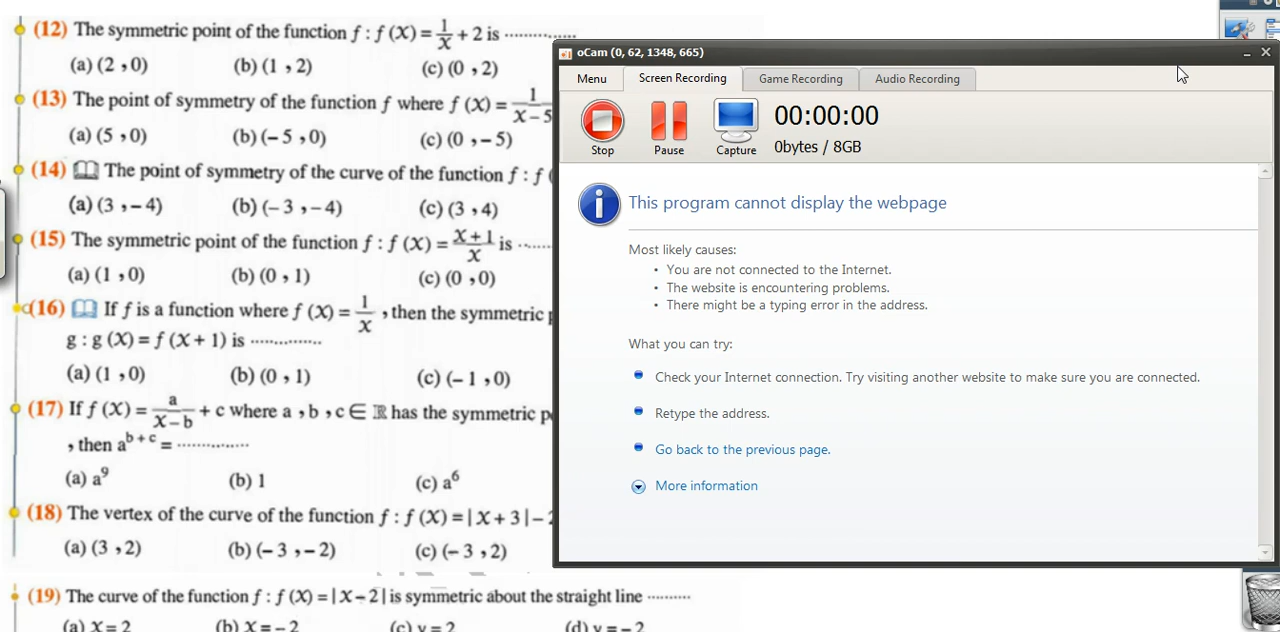 (12) The symmetric point of the function f : f (X) = 1/X + 2 is ..............
(a) (2 , 0) (b) (1 , 2) (c) (0 , 2)
(13) The point of symmetry of the function f where f (X) = 1/X – 5
(a) (5 , 0) (b) (– 5 , 0) (c) (0 , – 5)
(14) The point of symmetry of the curve of the function f : f (
(a) (3 , – 4) (b) (– 3 , – 4) (c) (3 , 4)
(15) The symmetric point of the function f : f (X) = X + 1/X is ......
(a) (1 , 0) (b) (0 , 1) (c) (0 , 0)
(16) If f is a function where f (X) = 1/X , then the symmetric
g : g (X) = f (X + 1) is ..............
(a) (1 , 0) (b) (0 , 1) (c) (– 1 , 0)
(17) If f (X) = a/X – b + c where a , b , c ∈ ℝ has the symmetric
, then a^b + c = ..............
(a) a^9 (b) 1 (c) a^6
(18) The vertex of the curve of the function f : f (X) = | X + 3 | –
(a) (3 , 2) (b) (– 3 , – 2) (c) (– 3 , 2)
(19) The curve of the function f : f (X) = | X – 2 | is symmetric about the straight line .........
(a) X = 2 (b) X = – 2 (c) y = 2 (d) y = – 2
oCam (0, 62, 1348, 665)
Menu Screen Recording Game Recording Audio Recording
00:00:00
Stop Pause Capture 0bytes / 8GB
This program cannot display the webpage
Most likely causes:
• You are not connected to the Internet.
• The website is encountering problems.
• There might be a typing error in the address.
What you can try:
Check your Internet connection. Try visiting another website to make sure you are connected.
Retype the address.
Go back to the previous page.
More information